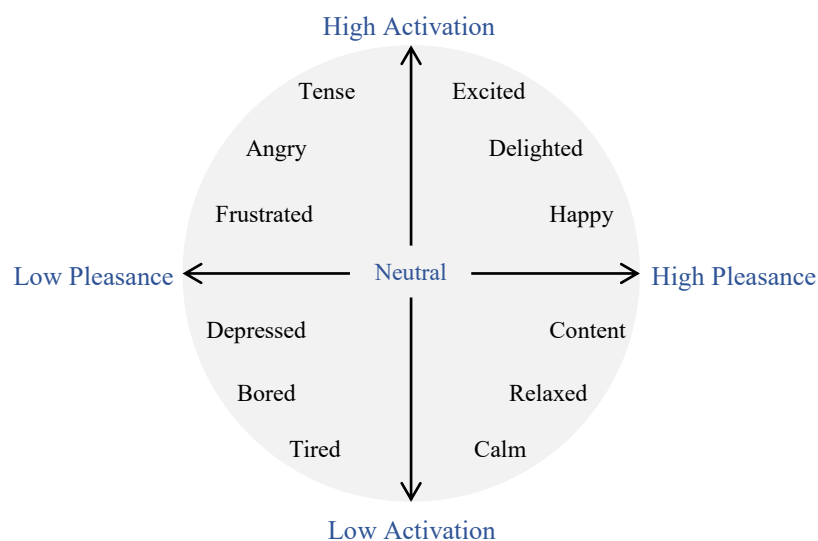 High Activation
Tense Excited
Angry Delighted
Frustrated Happy
Low Pleasance Neutral High Pleasance
Depressed Content
Bored Relaxed
Tired Calm
Low Activation